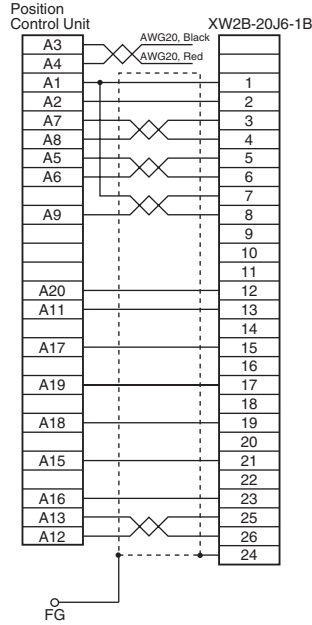 Position
Control Unit XW2B-20J6-1B
A3 AWG20, Black
A4 AWG20, Red
A1 1
A2 2
A7 3
A8 4
A5 5
A6 6
7
A9 8
9
10
11
A20 12
A11 13
14
A17 15
16
A19 17
18
A18 19
20
A15 21
22
A16 23
A13 25
A12 26
24
FG